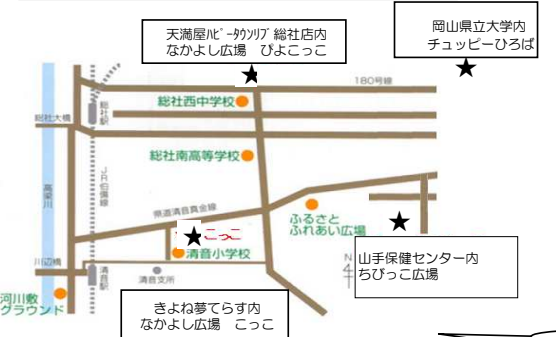 天満屋ﾊﾋﾟｰﾀｳﾝﾘﾌﾞ総社店内
なかよし広場 ぴよこっこ
岡山県立大学内
チュッピーひろば
180号線
総社西中学校
総社大橋
総社駅
総社南高等学校
JR伯備線
高梁川
県道清音真金線
こっこ
ふるさと
ふれあい広場
清音小学校
川辺橋
清音駅
清音支所
N
4
山手保健センター内
ちびっこ広場
河川敷
グラウンド
きよね夢てらす内
なかよし広場 こっこ